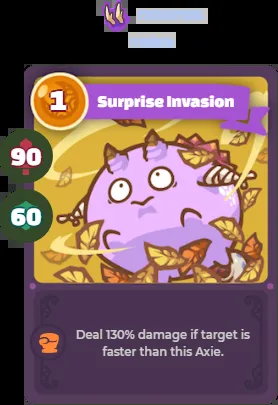 1
Surprise Invasion
90
60
Deal 130% damage if target is
faster than this Axie.